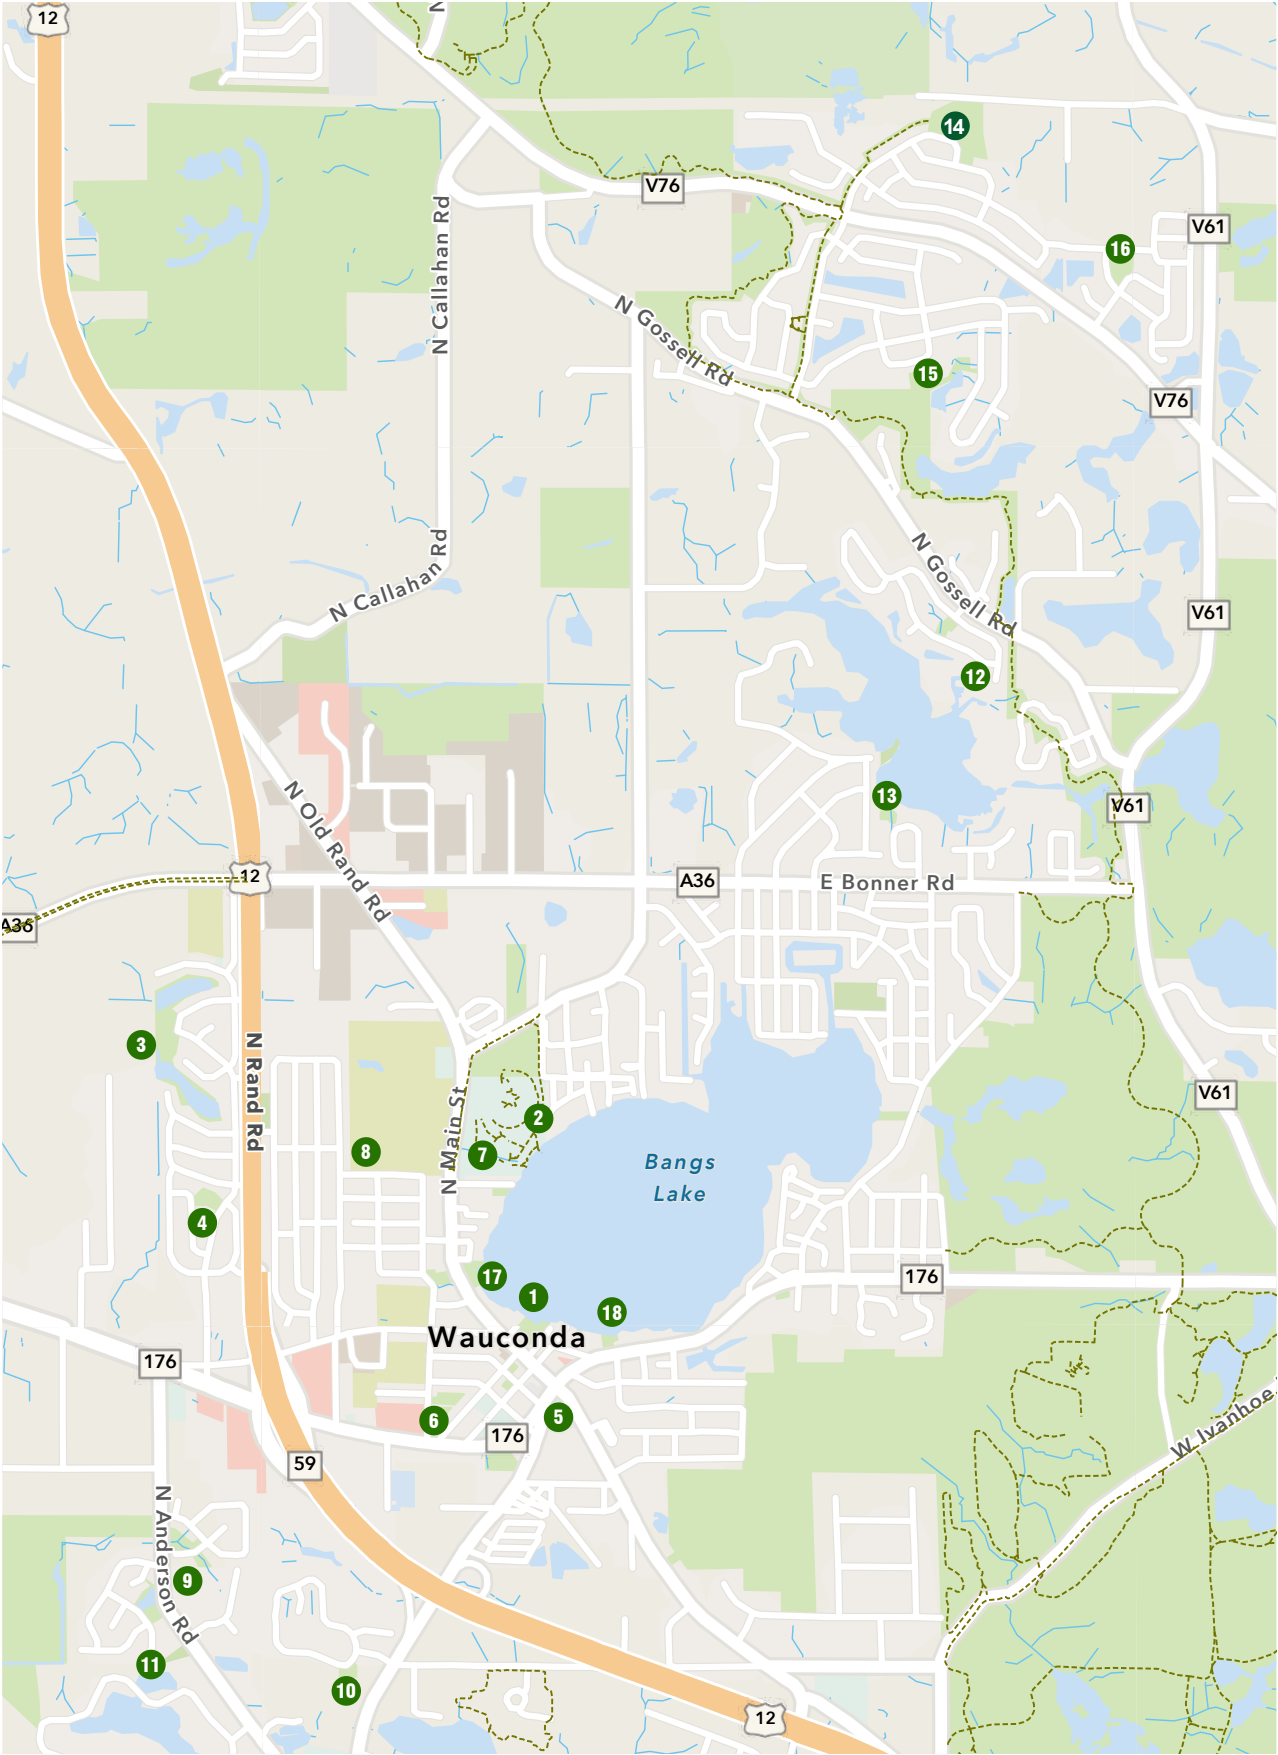 12
N
14
V76
N Callahan Rd
V61
16
N Gossell Rd
15
V76
N Callahan Rd
N Gossell Rd
V61
12
N Old Rand Rd
13
V61
12
A36
E Bonner Rd
A36
3
N Rand Rd
V61
N Main St
2
8
7
Bangs
Lake
4
17
1
176
18
Wauconda
176
W Ivanhoe
6
5
176
59
N Anderson Rd
9
11
10
12